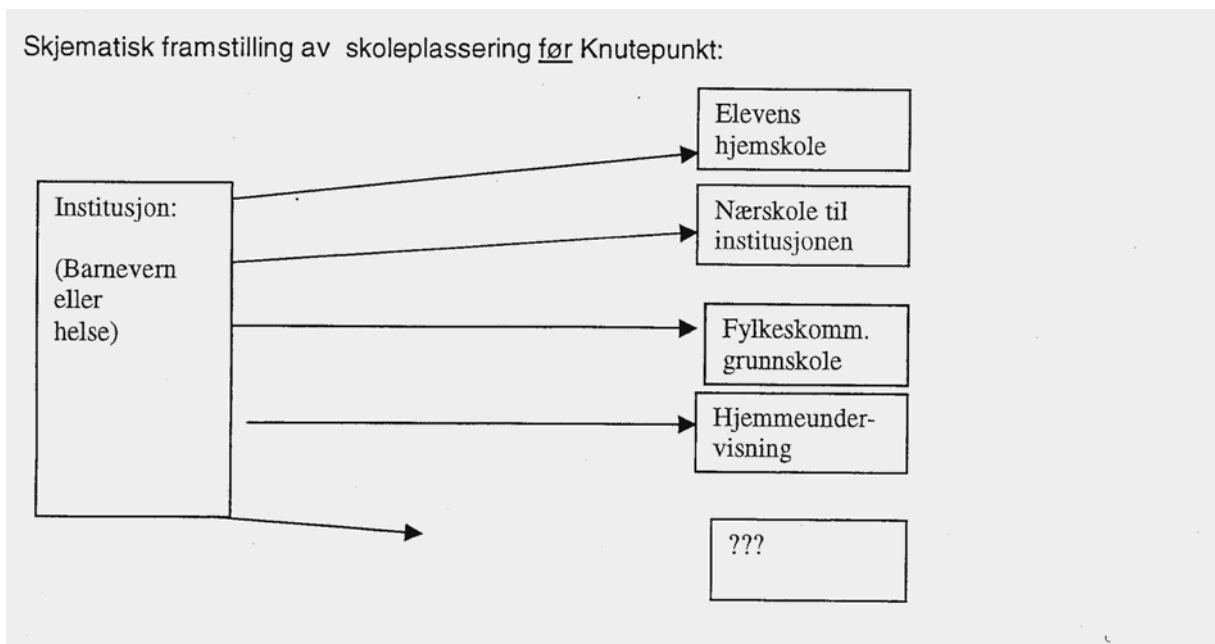 Skjematisk framstilling av skoleplassering før Knutepunkt:
Institusjon:
(Barnevern
eller
helse)
Elevens
hjemskole
Nærskole til
institusjonen
Fylkeskomm.
grunnskole
Hjemmeunder-
visning
???